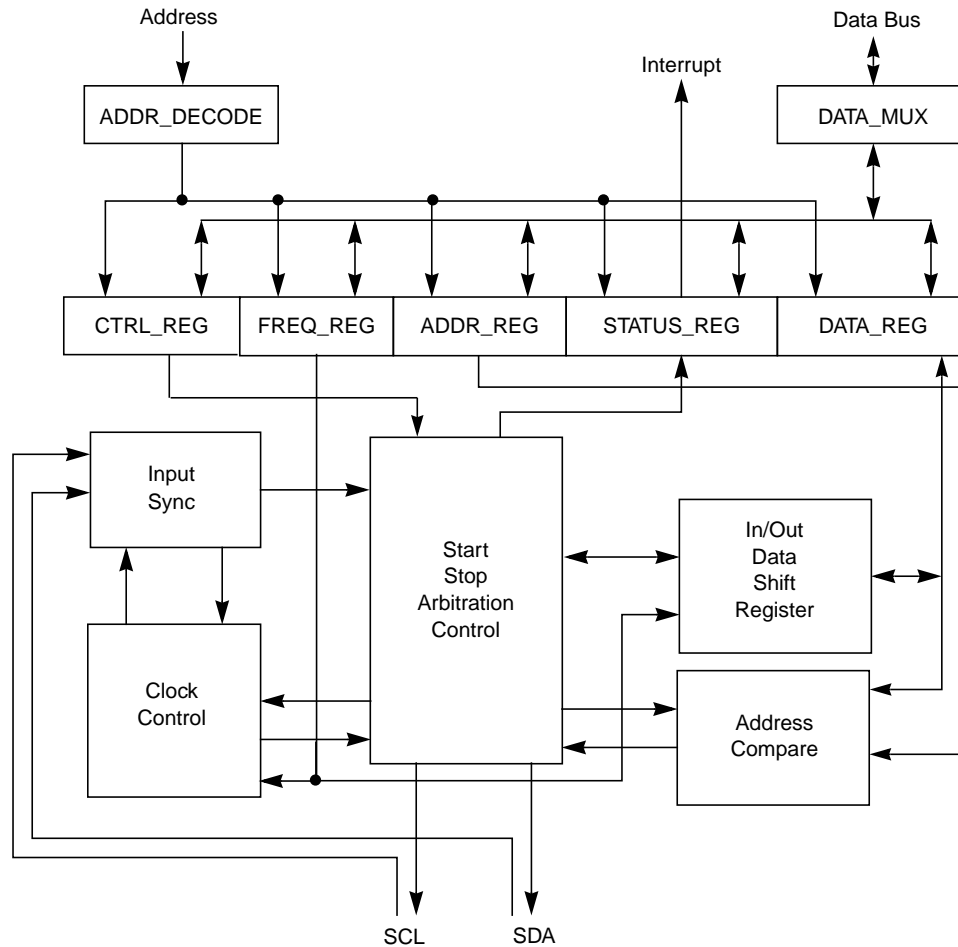 Address
Data Bus
Interrupt
ADDR_DECODE
DATA_MUX
CTRL_REG
FREQ_REG
ADDR_REG
STATUS_REG
DATA_REG
Input
Sync
Start
Stop
Arbitration
Control
In/Out
Data
Shift
Register
Clock
Control
Address
Compare
SCL
SDA